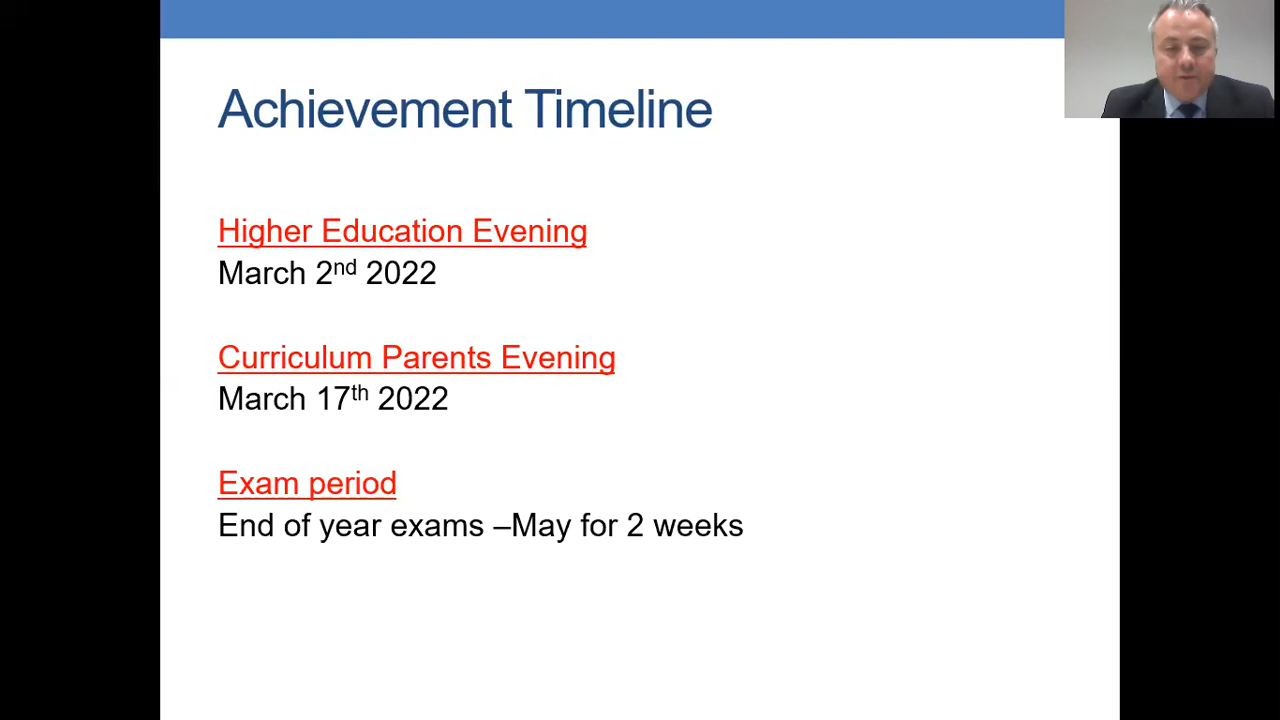 Achievement Timeline
Higher Education Evening
March 2nd 2022
Curriculum Parents Evening
March 17th 2022
Exam period
End of year exams –May for 2 weeks